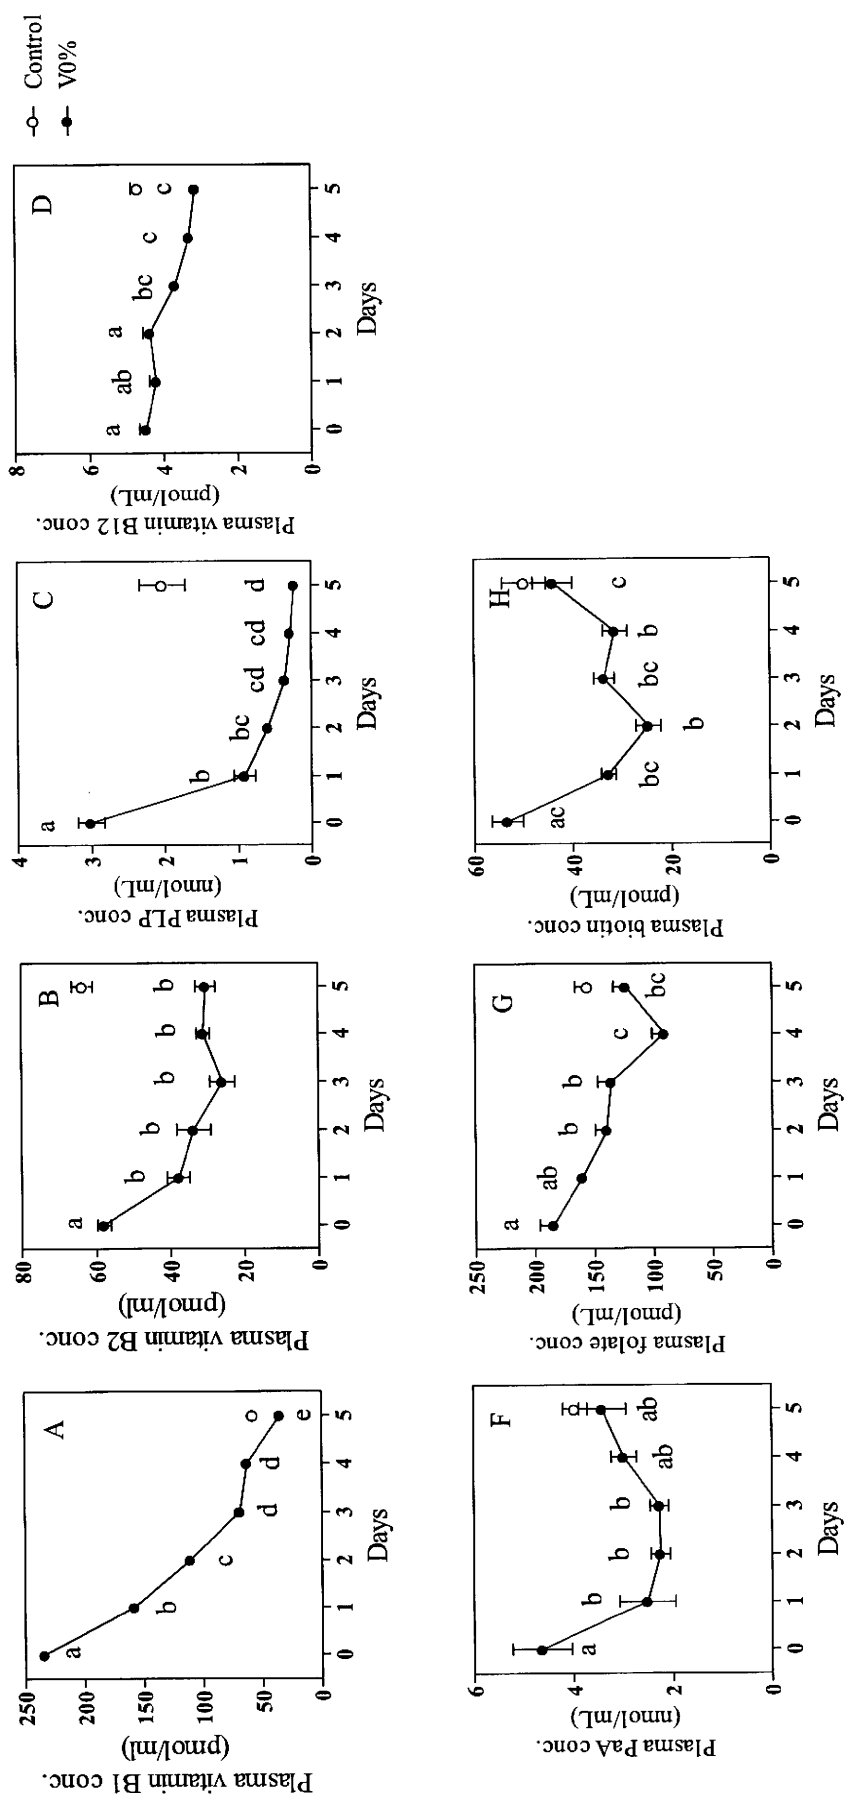 Control
V0%
A
Plasma vitamin B1 conc.
(pmol/ml)
250
200
150
100
50
0
a
b
c
d
d
e
0 1 2 3 4 5
Days
B
Plasma vitamin B2 conc.
(pmol/ml)
80
60
40
20
0
a
b
b
b
b
b
0 1 2 3 4 5
Days
C
Plasma PLP conc.
(nmol/mL)
4
3
2
1
0
a
b
bc
cd
cd
d
0 1 2 3 4 5
Days
D
Plasma vitamin B12 conc.
(pmol/mL)
8
6
4
2
0
a
ab
a
bc
c
c
0 1 2 3 4 5
Days
F
Plasma PaA conc.
(nmol/mL)
6
4
2
0
a
b
b
b
ab
ab
0 1 2 3 4 5
Days
G
Plasma folate conc.
(pmol/mL)
250
200
150
100
50
0
a
ab
b
b
c
bc
0 1 2 3 4 5
Days
H
Plasma biotin conc.
(pmol/mL)
60
40
20
0
ac
bc
b
bc
b
c
0 1 2 3 4 5
Days